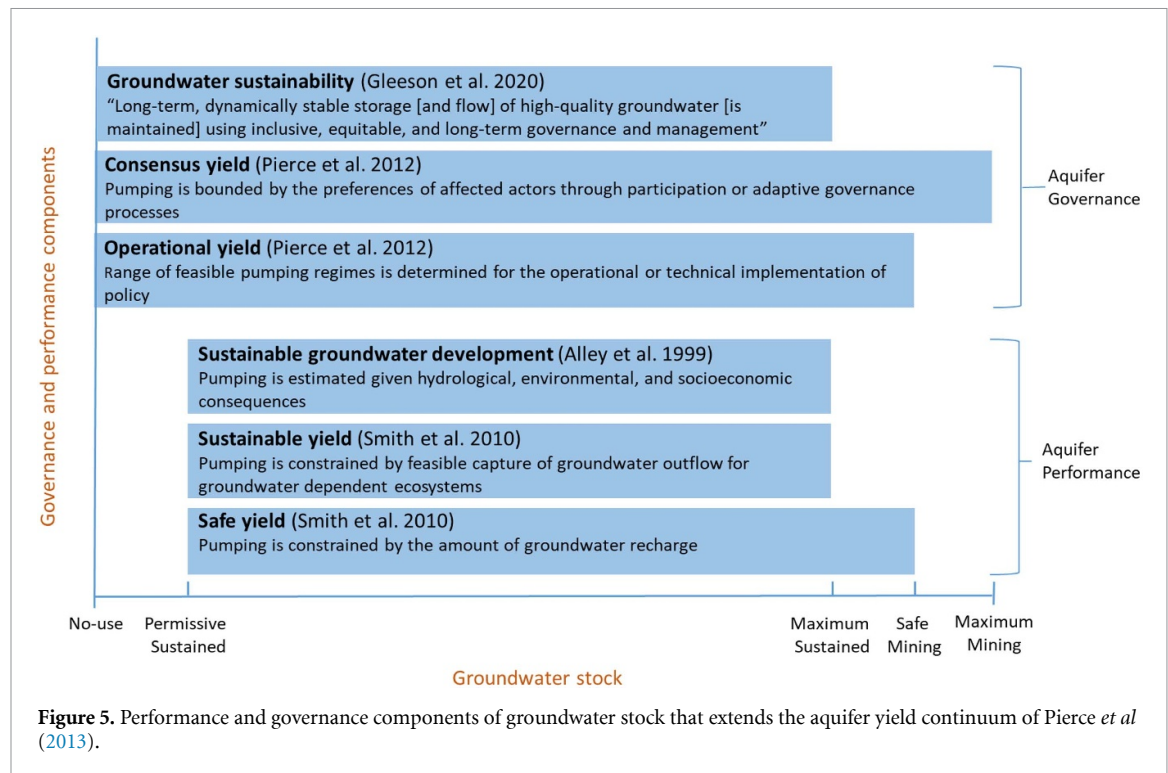 Governance and performance components
Groundwater sustainability (Gleeson et al. 2020)
“Long-term, dynamically stable storage [and flow] of high-quality groundwater [is
maintained] using inclusive, equitable, and long-term governance and management”
Consensus yield (Pierce et al. 2012)
Pumping is bounded by the preferences of affected actors through participation or adaptive governance
processes
Operational yield (Pierce et al. 2012)
Range of feasible pumping regimes is determined for the operational or technical implementation of
policy
Aquifer
Governance
Sustainable groundwater development (Alley et al. 1999)
Pumping is estimated given hydrological, environmental, and socioeconomic
consequences
Sustainable yield (Smith et al. 2010)
Pumping is constrained by feasible capture of groundwater outflow for
groundwater dependent ecosystems
Safe yield (Smith et al. 2010)
Pumping is constrained by the amount of groundwater recharge
Aquifer
Performance
No-use
Permissive
Sustained
Maximum
Sustained
Safe
Mining
Maximum
Mining
Groundwater stock
Figure 5. Performance and governance components of groundwater stock that extends the aquifer yield continuum of Pierce et al
(2013).